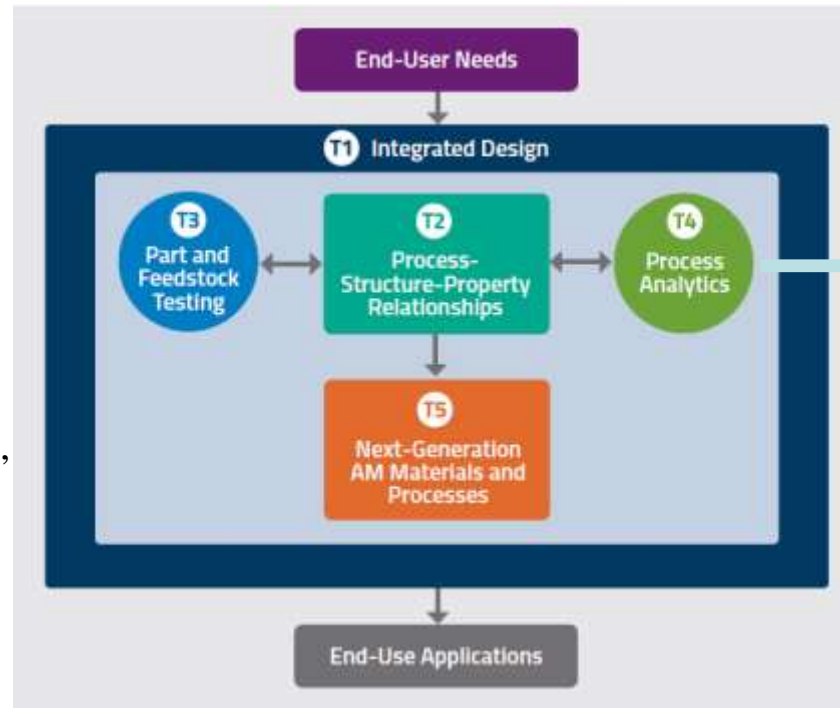 End-User Needs
T1 Integrated Design
T3
Part and
Feedstock
Testing
T2
Process-
Structure-Property
Relationships
T4
Process
Analytics
T5
Next-Generation
AM Materials and
Processes
,
End-Use Applications